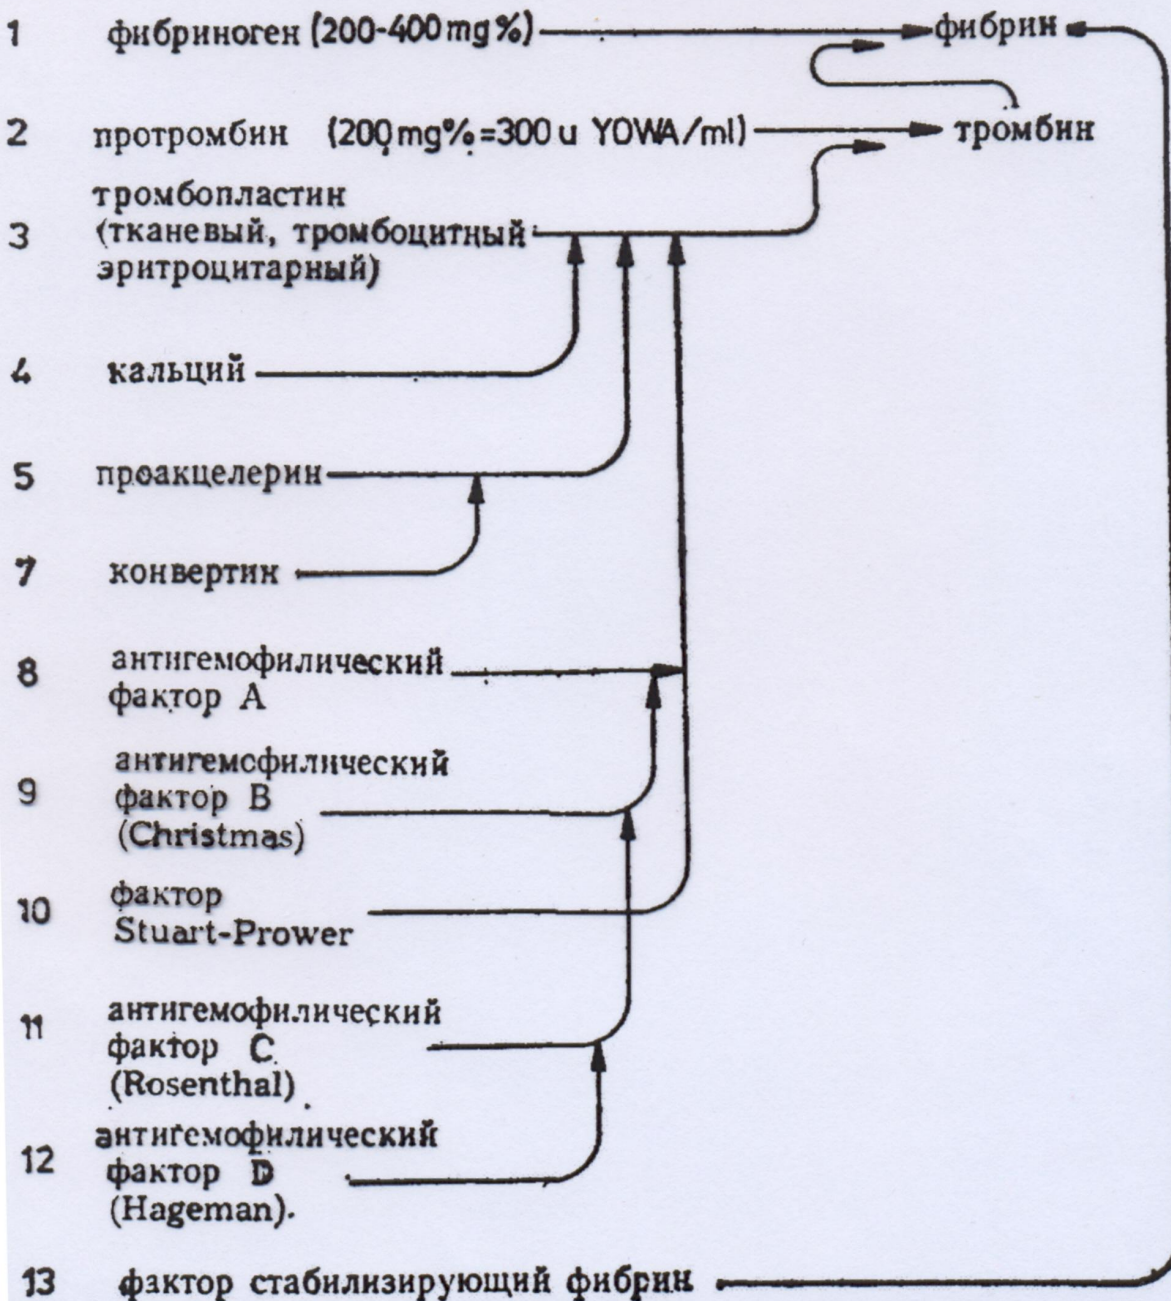 1 фибриноген (200-400 mg%) фибрин
2 протромбин (200 mg% = 300 u YOWA/ml) тромбин
тромбопластин
3 (тканевый, тромбоцитный
эритроцитарный)
4 кальций
5 проакцелерин
7 конвертин
антигемофилический
8 фактор A
антигемофилический
9 фактор B
(Christmas)
10 фактор
Stuart-Prower
антигемофилический
11 фактор C
(Rosenthal)
антигемофилический
12 фактор D
(Hageman).
13 фактор стабилизирующий фибрин